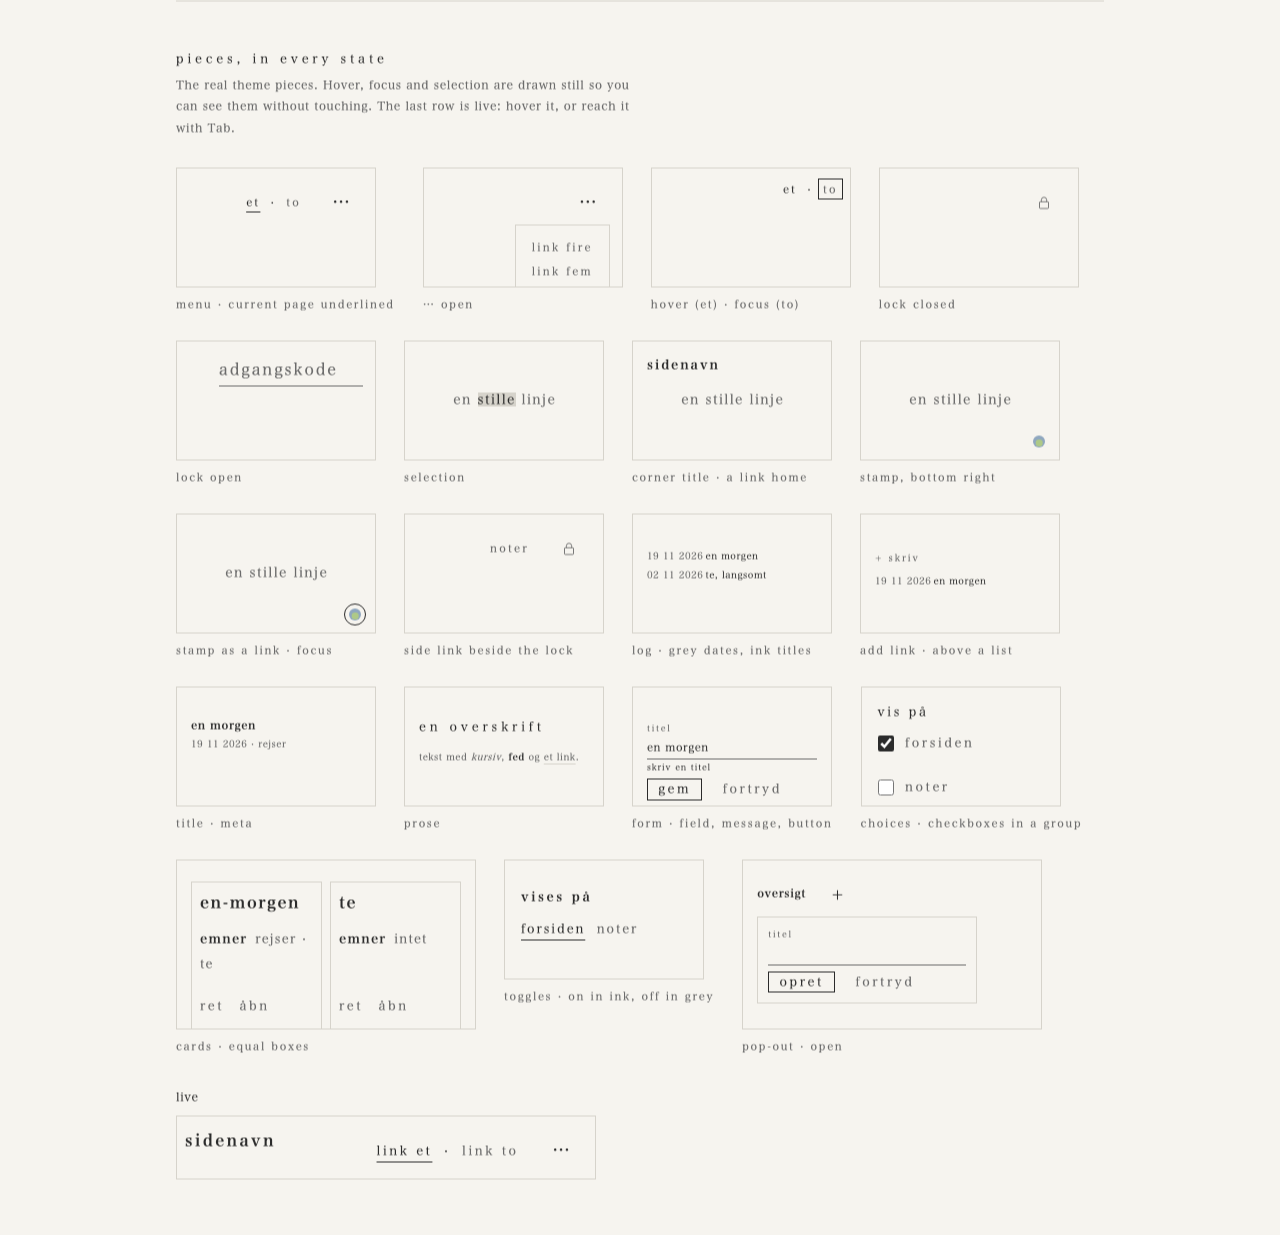 pieces, in every state
The real theme pieces. Hover, focus and selection are drawn still so you
can see them without touching. The last row is live: hover it, or reach it
with Tab.
et · to ···
menu · current page underlined
···
link fire
link fem
··· open
et · to
hover (et) · focus (to)
lock closed
adgangskode
lock open
en stille linje
selection
sidenavn
en stille linje
corner title · a link home
en stille linje
stamp, bottom right
en stille linje
stamp as a link · focus
noter
side link beside the lock
19 11 2026 en morgen
02 11 2026 te, langsomt
log · grey dates, ink titles
+ skriv
19 11 2026 en morgen
add link · above a list
en morgen
19 11 2026 · rejser
title · meta
en overskrift
tekst med kursiv, fed og et link.
prose
titel
en morgen
skriv en titel
gem fortryd
form · field, message, button
vis på
forsiden
noter
choices · checkboxes in a group
en-morgen
emner rejser ·
te
ret åbn
te
emner intet
ret åbn
cards · equal boxes
vises på
forsiden noter
toggles · on in ink, off in grey
oversigt +
titel
opret fortryd
pop-out · open
live
sidenavn link et · link to ···